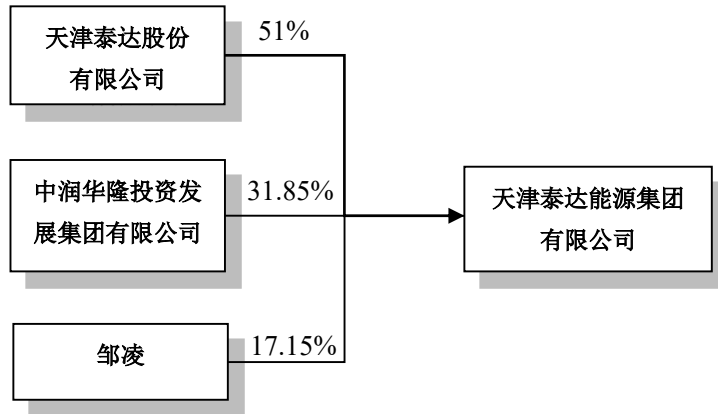 天津泰达股份
有限公司
51%
中润华隆投资发
展集团有限公司
31.85%
邹凌
17.15%
天津泰达能源集团
有限公司